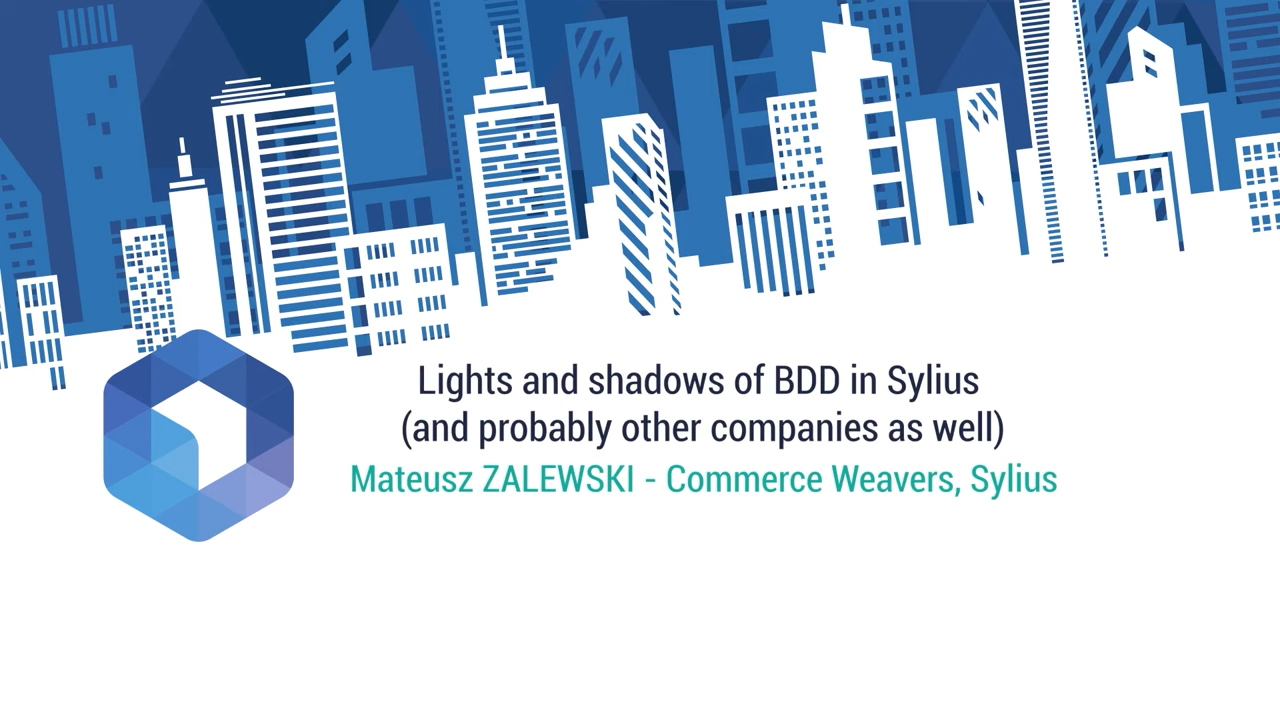 Lights and shadows of BDD in Sylius
(and probably other companies as well)
Mateusz ZALEWSKI - Commerce Weavers, Sylius